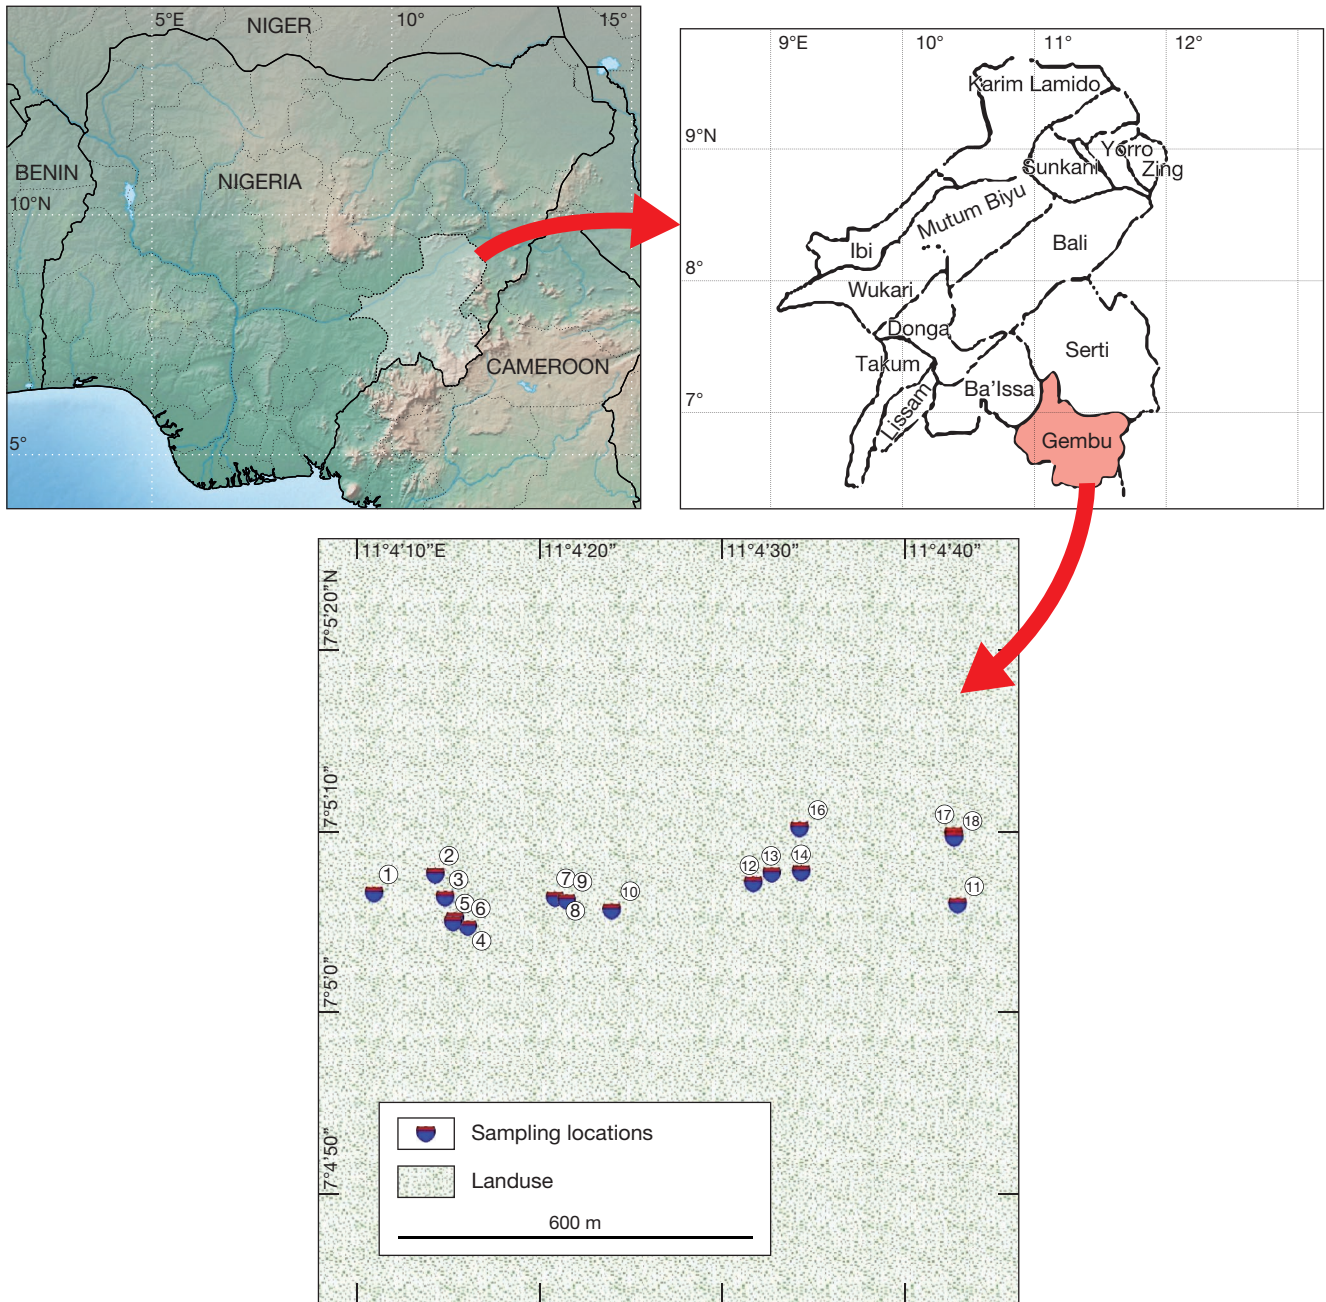 5°E
10°
15°
NIGER
BENIN
NIGERIA
10°N
CAMEROON
5°
9°E
10°
11°
12°
Karim Lamido
9°N
Yorro
Sunkani
Zing
Mutum Biyu
Ibi
Bali
8°
Wukari
Donga
Serti
Takum
Ba’Issa
Lissam
7°
Gembu
11°4’10”E
11°4’20”
11°4’30”
11°4’40”
7°5’20”N
7°5’10”
7°5’0”
7°4’50”
16
17
18
2
12
13
14
1
3
7
9
11
5
6
10
8
4
Sampling locations
Landuse
600 m